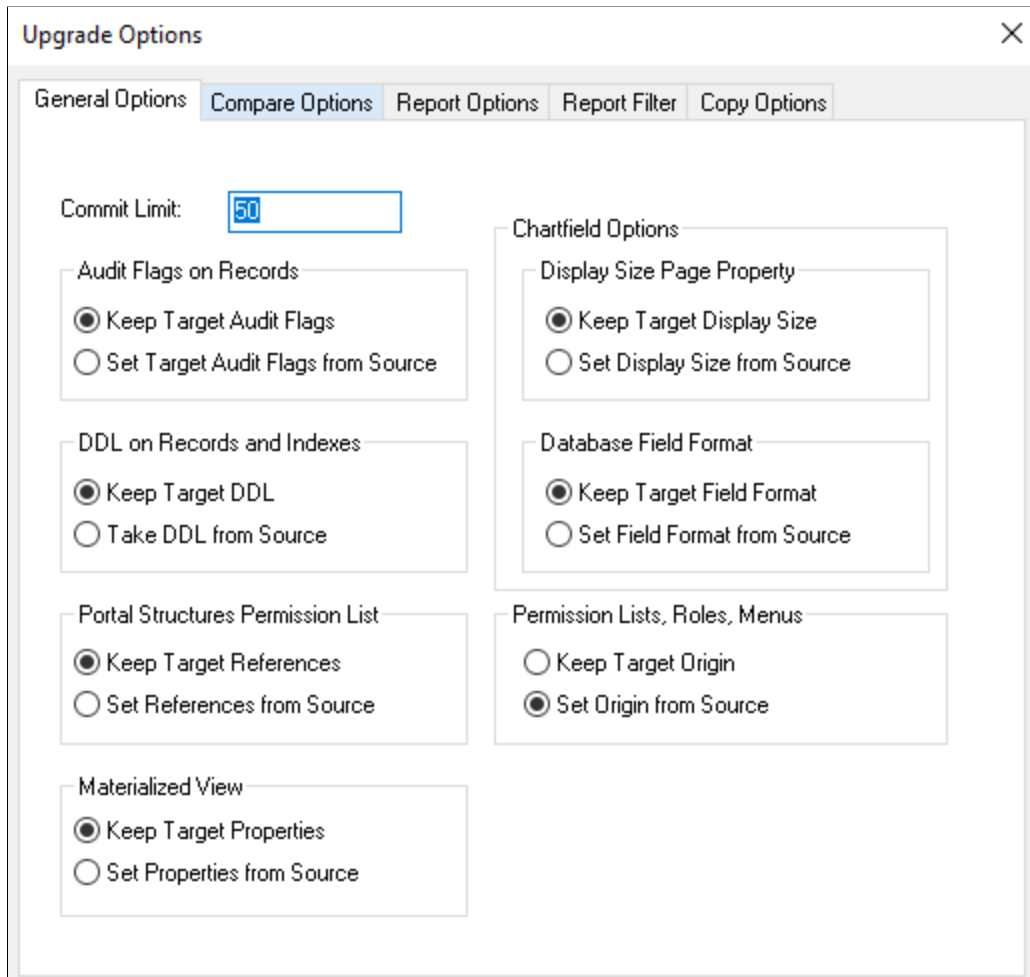 Upgrade Options
General Options
Compare Options
Report Options
Report Filter
Copy Options
Commit Limit:
50
Audit Flags on Records
Keep Target Audit Flags
Set Target Audit Flags from Source
DDL on Records and Indexes
Keep Target DDL
Take DDL from Source
Portal Structures Permission List
Keep Target References
Set References from Source
Materialized View
Keep Target Properties
Set Properties from Source
Chartfield Options
Display Size Page Property
Keep Target Display Size
Set Display Size from Source
Database Field Format
Keep Target Field Format
Set Field Format from Source
Permission Lists, Roles, Menus
Keep Target Origin
Set Origin from Source